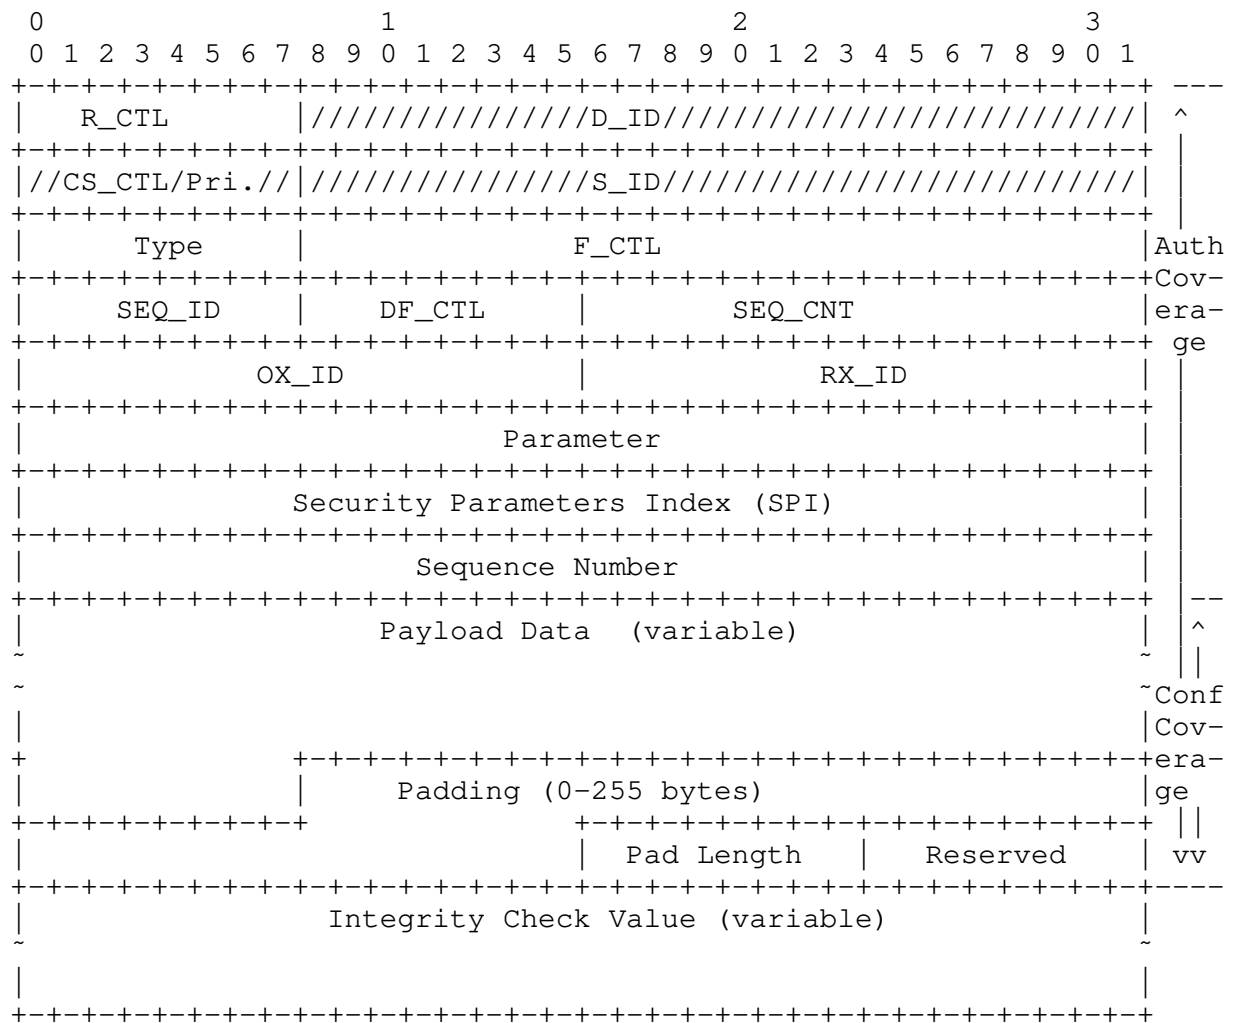 0                   1                   2                   3
0 1 2 3 4 5 6 7 8 9 0 1 2 3 4 5 6 7 8 9 0 1 2 3 4 5 6 7 8 9 0 1
+-+-+-+-+-+-+-+-+-+-+-+-+-+-+-+-+-+-+-+-+-+-+-+-+-+-+-+-+-+-+-+-+ ---
|   R_CTL       |////////////////D_ID///////////////////////////| ^
+-+-+-+-+-+-+-+-+-+-+-+-+-+-+-+-+-+-+-+-+-+-+-+-+-+-+-+-+-+-+-+-+ |
|//CS_CTL/Pri.//|////////////////S_ID///////////////////////////| |
+-+-+-+-+-+-+-+-+-+-+-+-+-+-+-+-+-+-+-+-+-+-+-+-+-+-+-+-+-+-+-+-+ |
|      Type     |               F_CTL                           |Auth
+-+-+-+-+-+-+-+-+-+-+-+-+-+-+-+-+-+-+-+-+-+-+-+-+-+-+-+-+-+-+-+-+Cov-
|     SEQ_ID    |    DF_CTL     |        SEQ_CNT                |era-
+-+-+-+-+-+-+-+-+-+-+-+-+-+-+-+-+-+-+-+-+-+-+-+-+-+-+-+-+-+-+-+-+ ge
|             OX_ID             |             RX_ID             | |
+-+-+-+-+-+-+-+-+-+-+-+-+-+-+-+-+-+-+-+-+-+-+-+-+-+-+-+-+-+-+-+-+ |
|                           Parameter                           | |
+-+-+-+-+-+-+-+-+-+-+-+-+-+-+-+-+-+-+-+-+-+-+-+-+-+-+-+-+-+-+-+-+ |
|               Security Parameters Index (SPI)                 | |
+-+-+-+-+-+-+-+-+-+-+-+-+-+-+-+-+-+-+-+-+-+-+-+-+-+-+-+-+-+-+-+-+ |
|                      Sequence Number                          | |
+-+-+-+-+-+-+-+-+-+-+-+-+-+-+-+-+-+-+-+-+-+-+-+-+-+-+-+-+-+-+-+-+ |--
|                    Payload Data  (variable)                   | |^
~                                                               ~ ||
~                                                               ~Conf
|                                                               |Cov-
+               +-+-+-+-+-+-+-+-+-+-+-+-+-+-+-+-+-+-+-+-+-+-+-+-+era-
|               |     Padding (0-255 bytes)                     |ge
+-+-+-+-+-+-+-+-+               +-+-+-+-+-+-+-+-+-+-+-+-+-+-+-+-+ ||
|                               |  Pad Length   |   Reserved    | vv
+-+-+-+-+-+-+-+-+-+-+-+-+-+-+-+-+-+-+-+-+-+-+-+-+-+-+-+-+-+-+-+-+----
|                 Integrity Check Value (variable)              |
~                                                               ~
|                                                               |
+-+-+-+-+-+-+-+-+-+-+-+-+-+-+-+-+-+-+-+-+-+-+-+-+-+-+-+-+-+-+-+-+